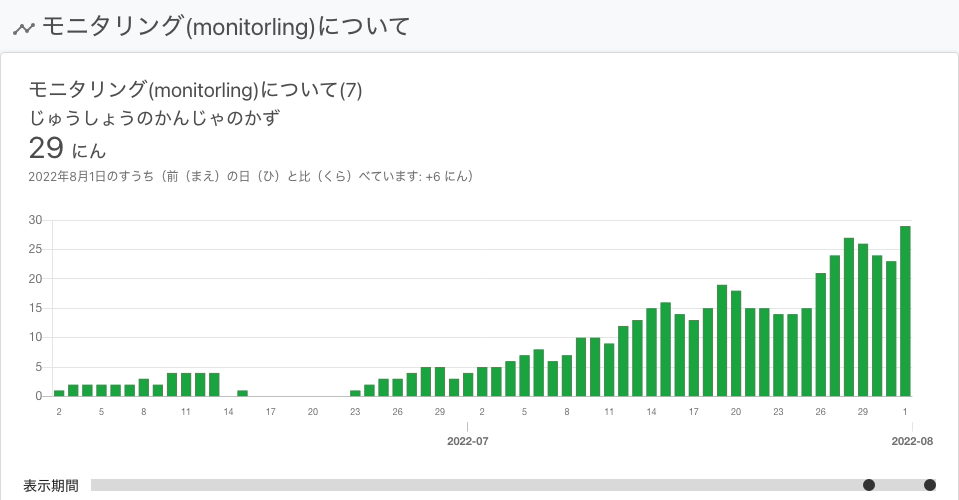 モニタリング(monitorling)について
モニタリング(monitorling)について(7)
じゅうしょうのかんじゃのかず
29 にん
2022年8月1日のすうち（前（まえ）の日（ひ）と比（くら）べています: +6 にん）
30
25
20
15
10
5
0
2 5 8 11 14 17 20 23 26 29 2 5 8 11 14 17 20 23 26 29 1
2022-07 2022-08
表示期間